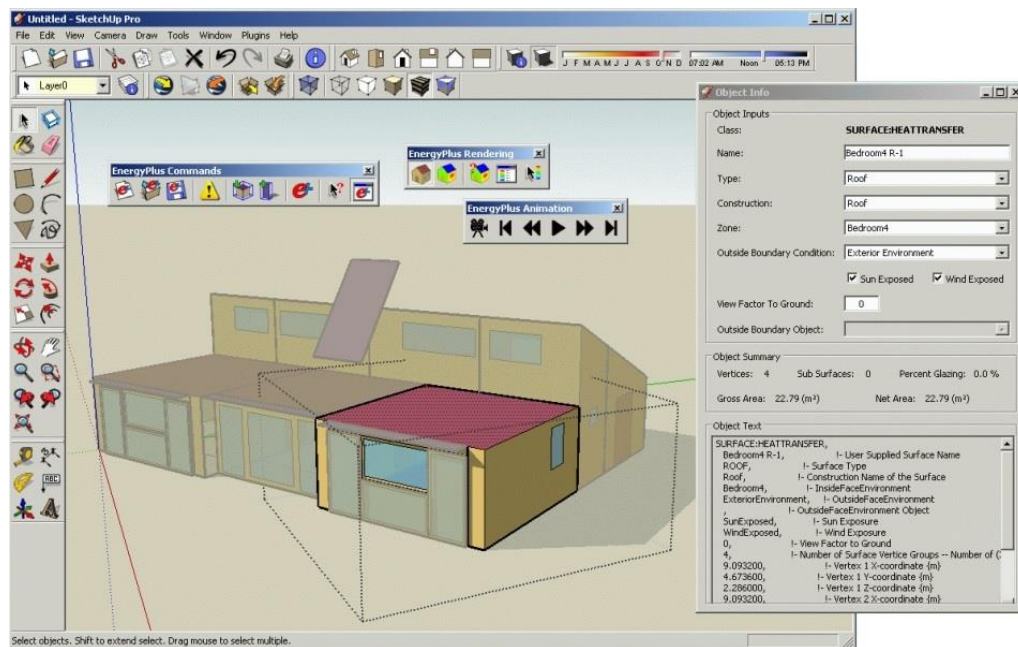 Untitled - SketchUp Pro
File Edit View Camera Draw Tools Window Plugins Help
J F M A M J J A S O N D 07:02 AM Noon 05:13 PM
Layer0
EnergyPlus Commands
EnergyPlus Rendering
EnergyPlus Animation
ABC
Select objects. Shift to extend select. Drag mouse to select multiple.
Object Info
Object Inputs
Class: SURFACE:HEATTRANSFER
Name: Bedroom4 R-1
Type: Roof
Construction: Roof
Zone: Bedroom4
Outside Boundary Condition: Exterior Environment
Sun Exposed Wind Exposed
View Factor To Ground: 0
Outside Boundary Object:
Object Summary
Vertices: 4 Sub Surfaces: 0 Percent Glazing: 0.0 %
Gross Area: 22.79 (m²) Net Area: 22.79 (m²)
Object Text
SURFACE:HEATTRANSFER,
Bedroom4 R-1, !- User Supplied Surface Name
ROOF, !- Surface Type
Roof, !- Construction Name of the Surface
Bedroom4, !- InsideFaceEnvironment
ExteriorEnvironment, !- OutsideFaceEnvironment
, !- OutsideFaceEnvironment Object
SunExposed, !- Sun Exposure
WindExposed, !- Wind Exposure
0, !- View Factor to Ground
4, !- Number of Surface Vertice Groups -- Number of (
9.093200, !- Vertex 1 X-coordinate {m}
4.673600, !- Vertex 1 Y-coordinate {m}
2.286000, !- Vertex 1 Z-coordinate {m}
9.093200, !- Vertex 2 X-coordinate {m}